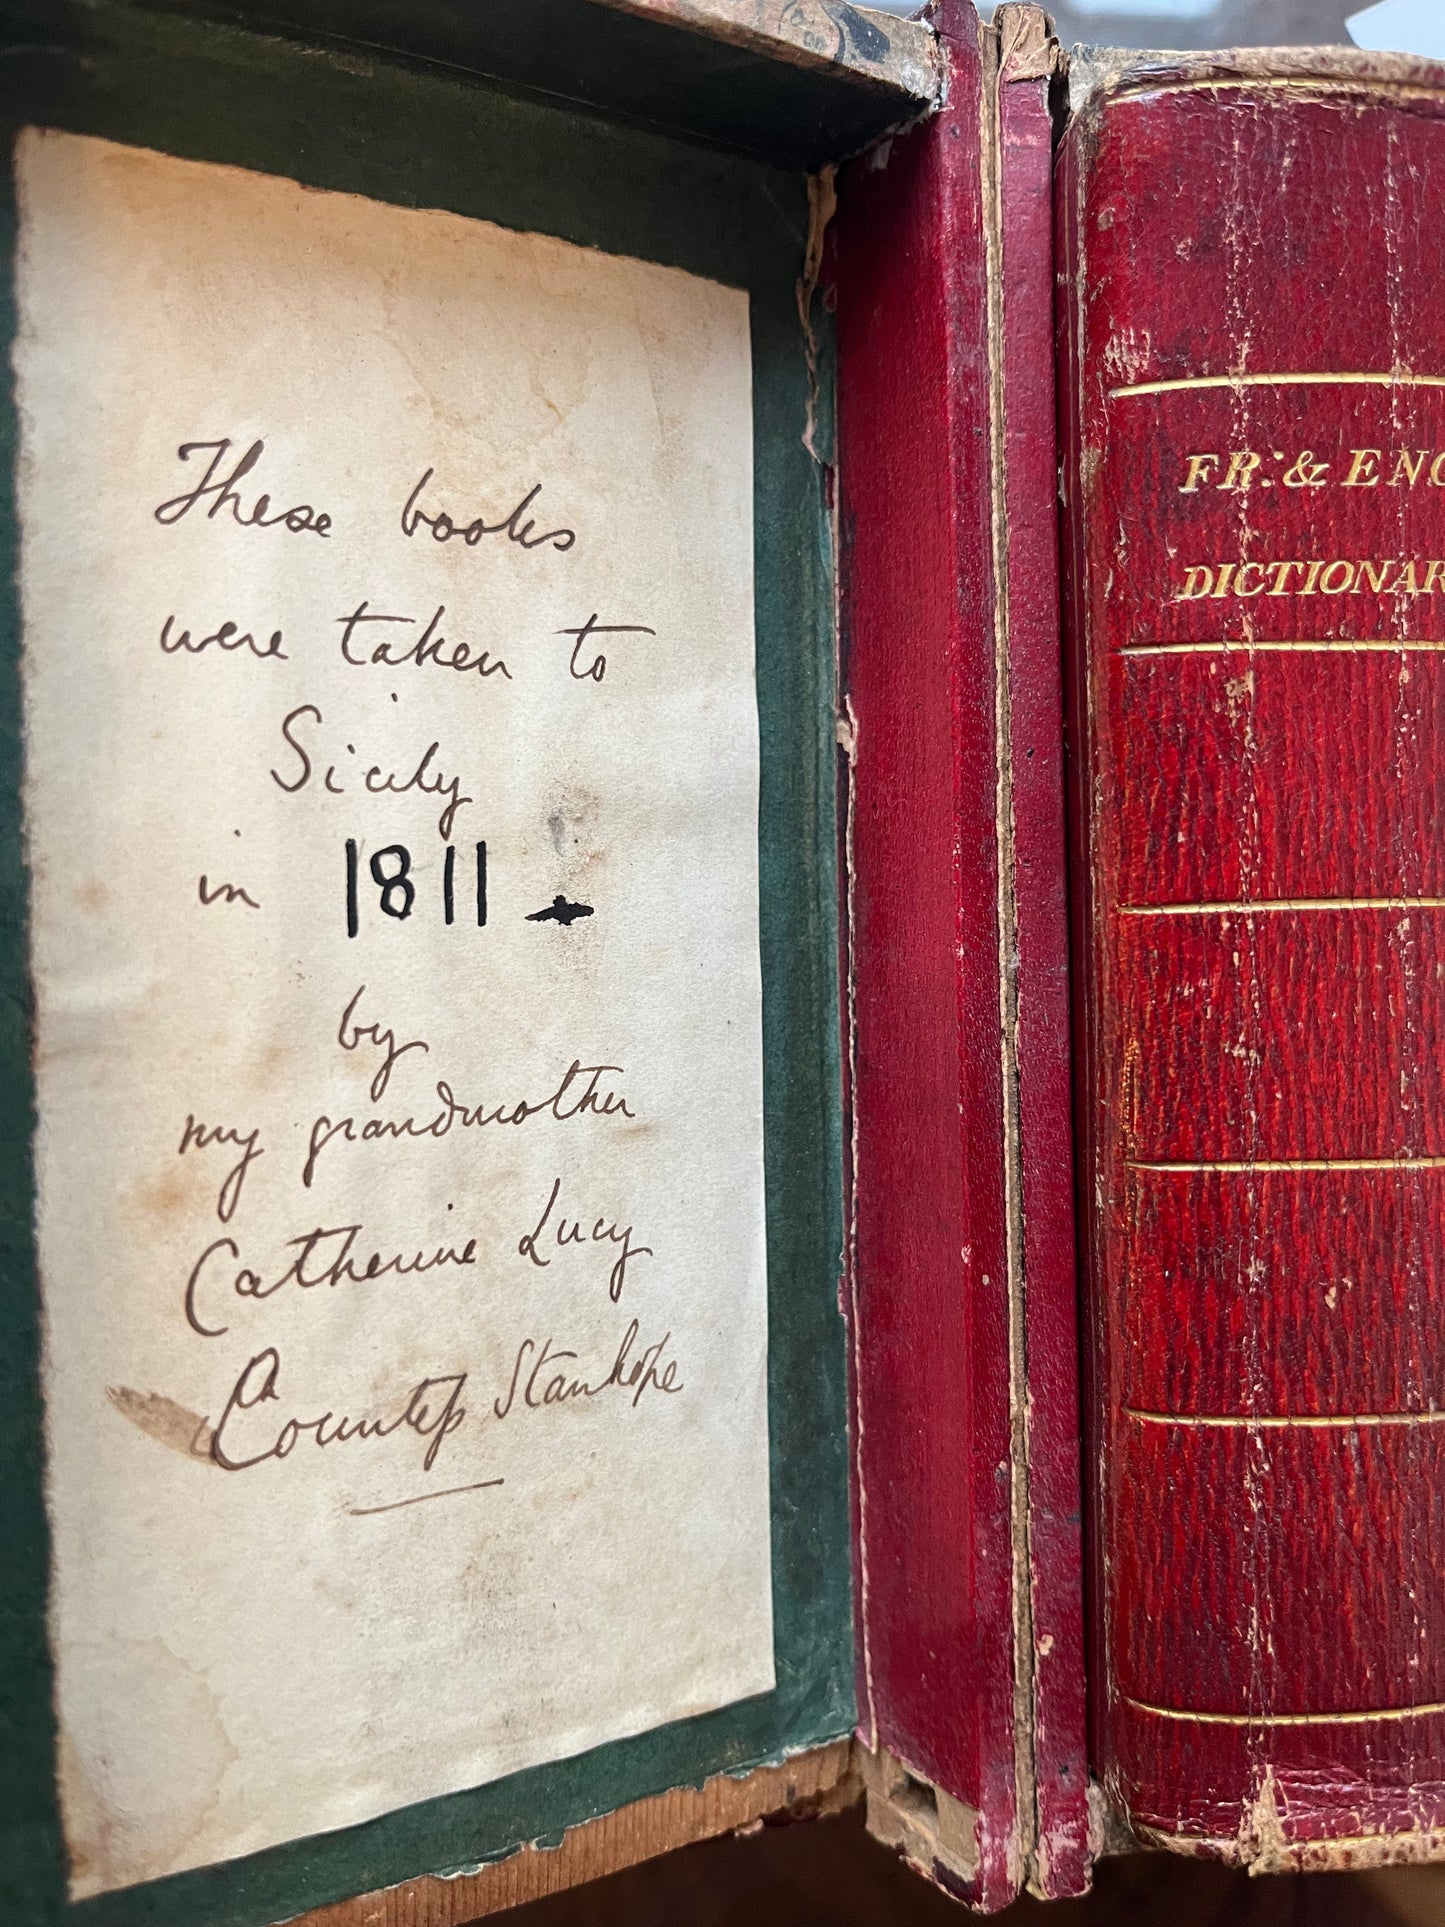 These books
were taken to
Sicily
in 1811
by
my grandmother
Catherine Lucy
Countess Stanhope
FR: & ENG
DICTIONAR